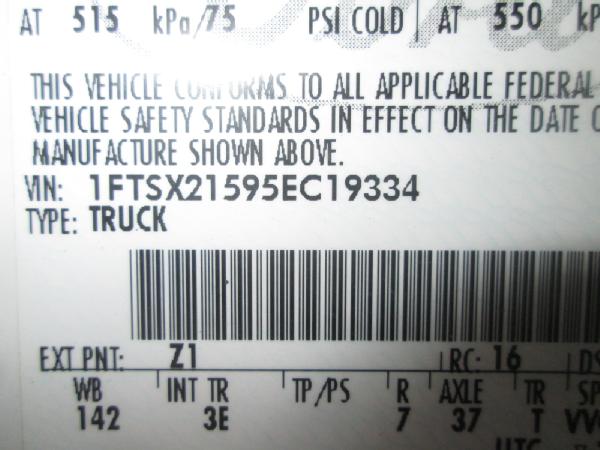 AT 515 kPa/75 PSI COLD AT 550
THIS VEHICLE CONFORMS TO ALL APPLICABLE FEDERAL
VEHICLE SAFETY STANDARDS IN EFFECT ON THE DATE
MANUFACTURE SHOWN ABOVE.
VIN: 1FTSX21595EC19334
TYPE: TRUCK
EXT PNT: Z1 RC: 16
WB INT TR TP/PS R AXLE TR
142 3E 7 37 T